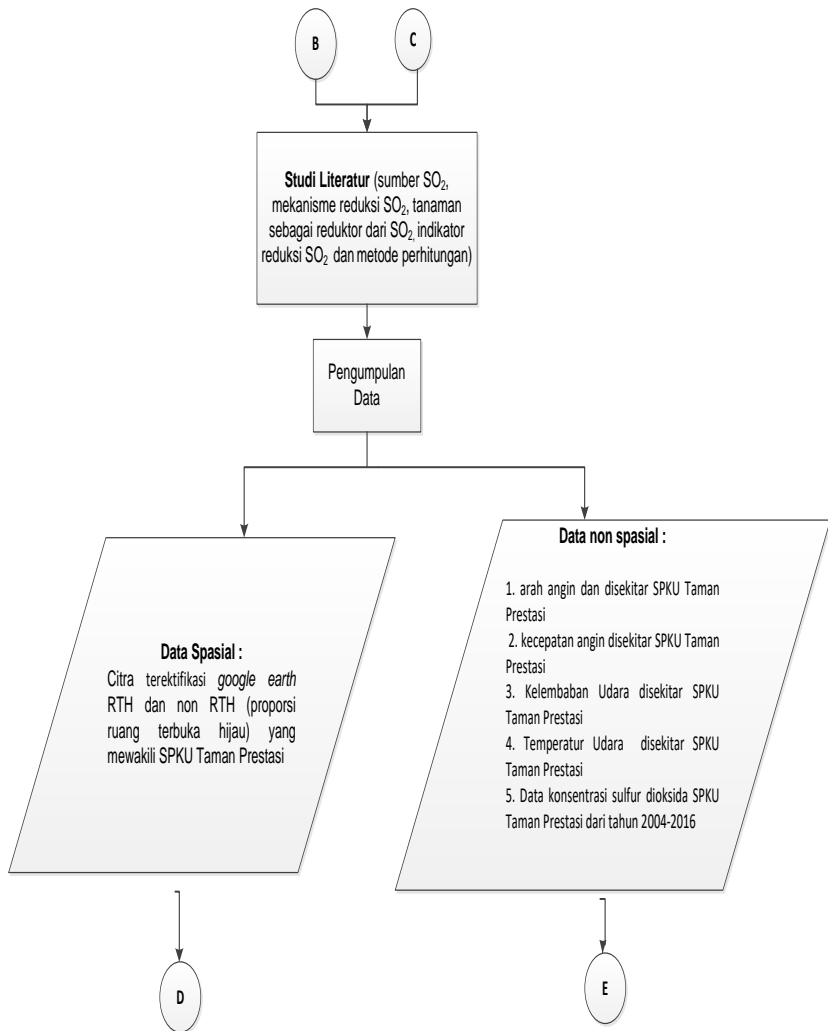 B
C
Studi Literatur (sumber SO₂,
mekanisme reduksi SO₂, tanaman
sebagai reduktor dari SO₂, indikator
reduksi SO₂ dan metode perhitungan)
Pengumpulan
Data
Data Spasial :
Citra terektifikasi google earth
RTH dan non RTH (proporsi
ruang terbuka hijau) yang
mewakili SPKU Taman Prestasi
Data non spasial :
1. arah angin dan disekitar SPKU Taman
Prestasi
2. kecepatan angin disekitar SPKU Taman
Prestasi
3. Kelembaban Udara disekitar SPKU
Taman Prestasi
4. Temperatur Udara disekitar SPKU
Taman Prestasi
5. Data konsentrasi sulfur dioksida SPKU
Taman Prestasi dari tahun 2004-2016
D
E